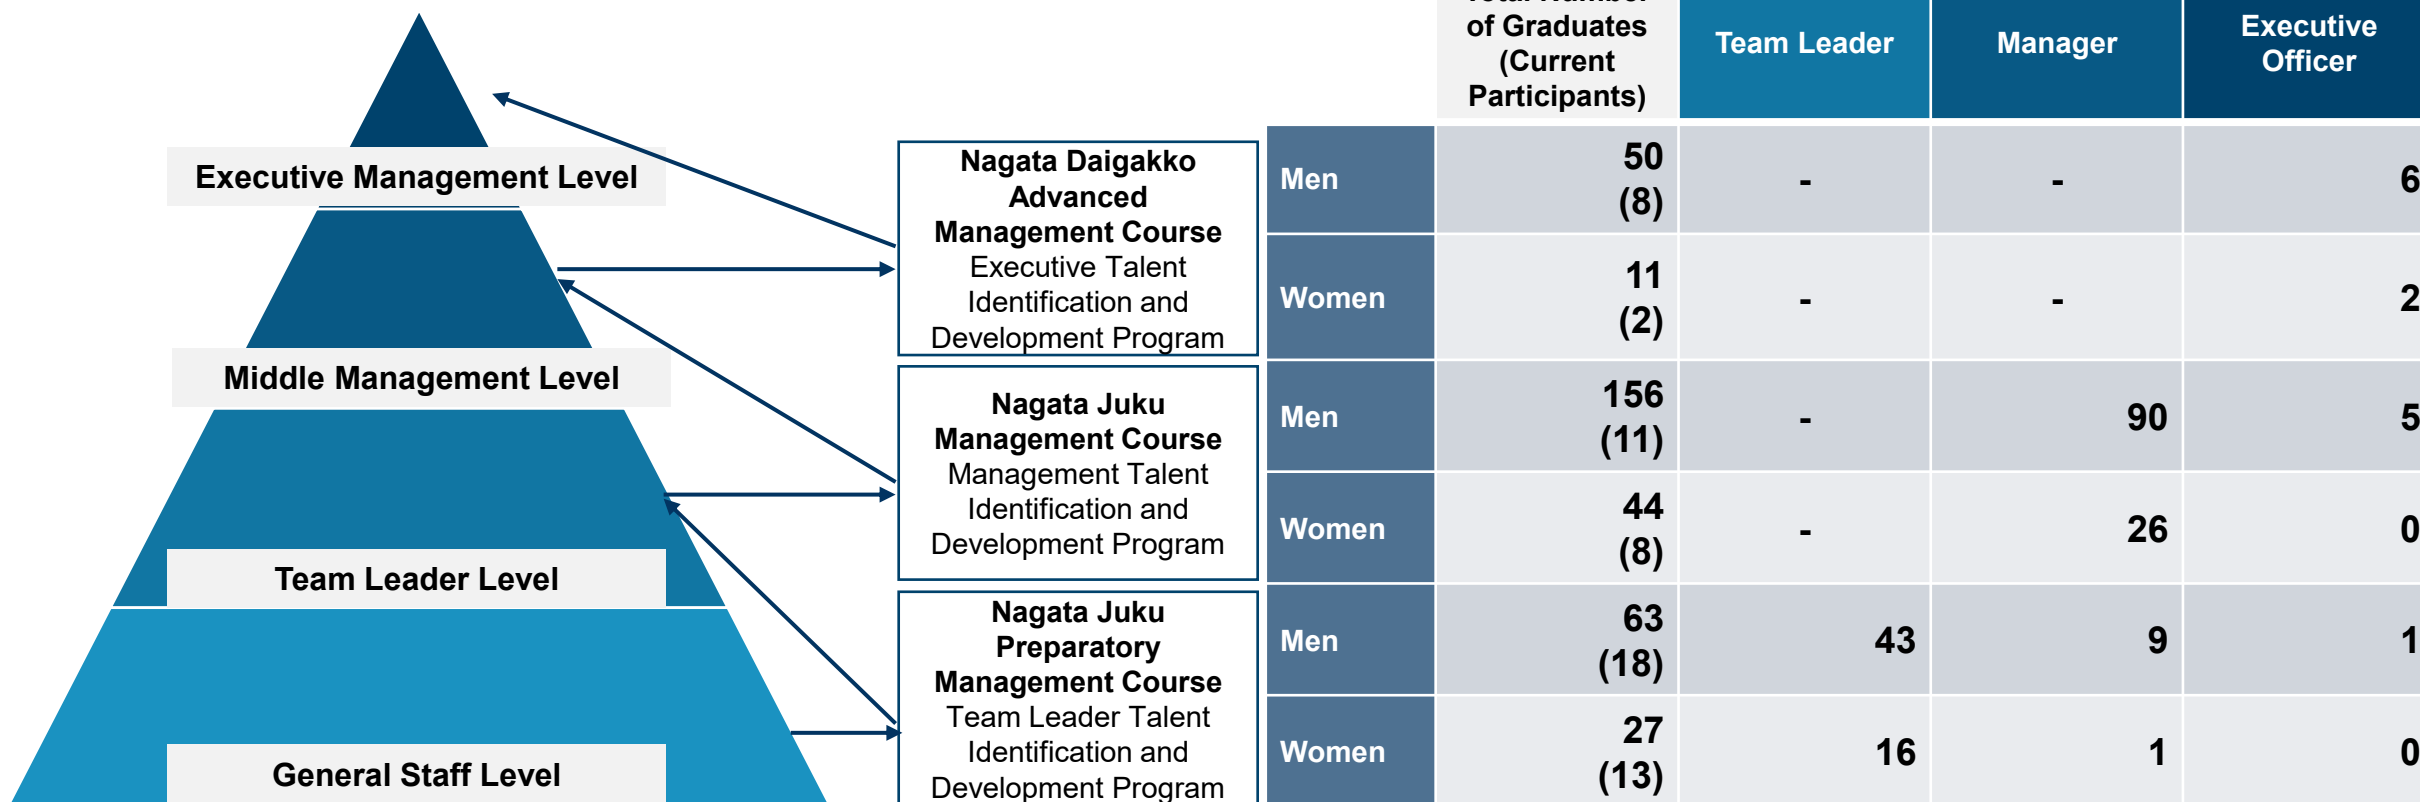 Total Number
of Graduates
(Current
Participants)
Team Leader
Manager
Executive
Officer
Executive Management Level
Middle Management Level
Team Leader Level
General Staff Level
Nagata Daigakko
Advanced
Management Course
Executive Talent
Identification and
Development Program
Men
50
(8)
-
-
6
Women
11
(2)
-
-
2
Nagata Juku
Management Course
Management Talent
Identification and
Development Program
Men
156
(11)
-
90
5
Women
44
(8)
-
26
0
Nagata Juku
Preparatory
Management Course
Team Leader Talent
Identification and
Development Program
Men
63
(18)
43
9
1
Women
27
(13)
16
1
0